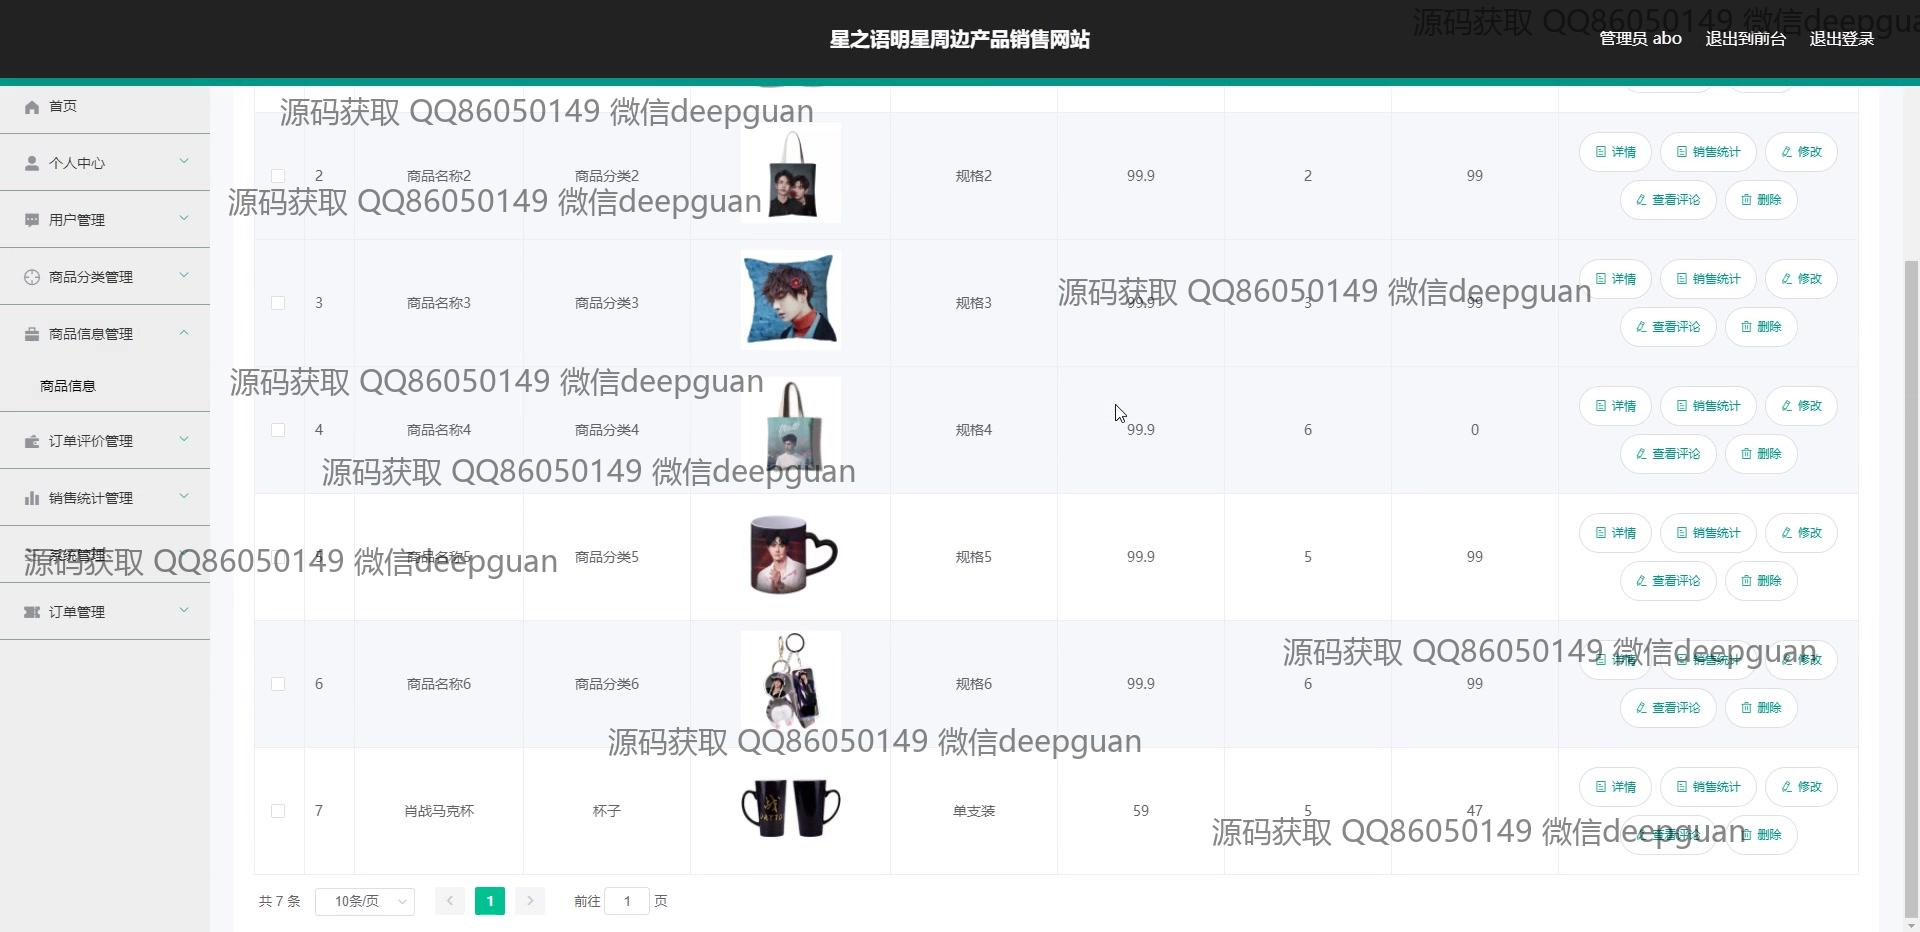 星之语明星周边产品销售网站
源码获取 QQ86050149 微信deepgua
管理员 abo 退出到前台 退出登录
首页
源码获取 QQ86050149 微信deepguan
个人中心
2 商品名称2 商品分类2 规格2 99.9 2 99 详情 销售统计 修改
查看评论 删除
源码获取 QQ86050149 微信deepguan
用户管理
商品分类管理
3 商品名称3 商品分类3 规格3 99.9 3 99 详情 销售统计 修改
源码获取 QQ86050149 微信deepguan
查看评论 删除
商品信息管理
商品信息
源码获取 QQ86050149 微信deepguan
4 商品名称4 商品分类4 规格4 99.9 6 0 详情 销售统计 修改
查看评论 删除
订单评价管理
源码获取 QQ86050149 微信deepguan
销售统计管理
系统管理
5 商品名称5 商品分类5 规格5 99.9 5 99 详情 销售统计 修改
查看评论 删除
源码获取 QQ86050149 微信deepguan
订单管理
源码获取 QQ86050149 微信deepguan
6 商品名称6 商品分类6 规格6 99.9 6 99 详情 销售统计 修改
查看评论 删除
源码获取 QQ86050149 微信deepguan
7 肖战马克杯 杯子 单支装 59 5 47 详情 销售统计 修改
查看评论 删除
源码获取 QQ86050149 微信deepguan
共 7 条 10条/页 1 前往 1 页